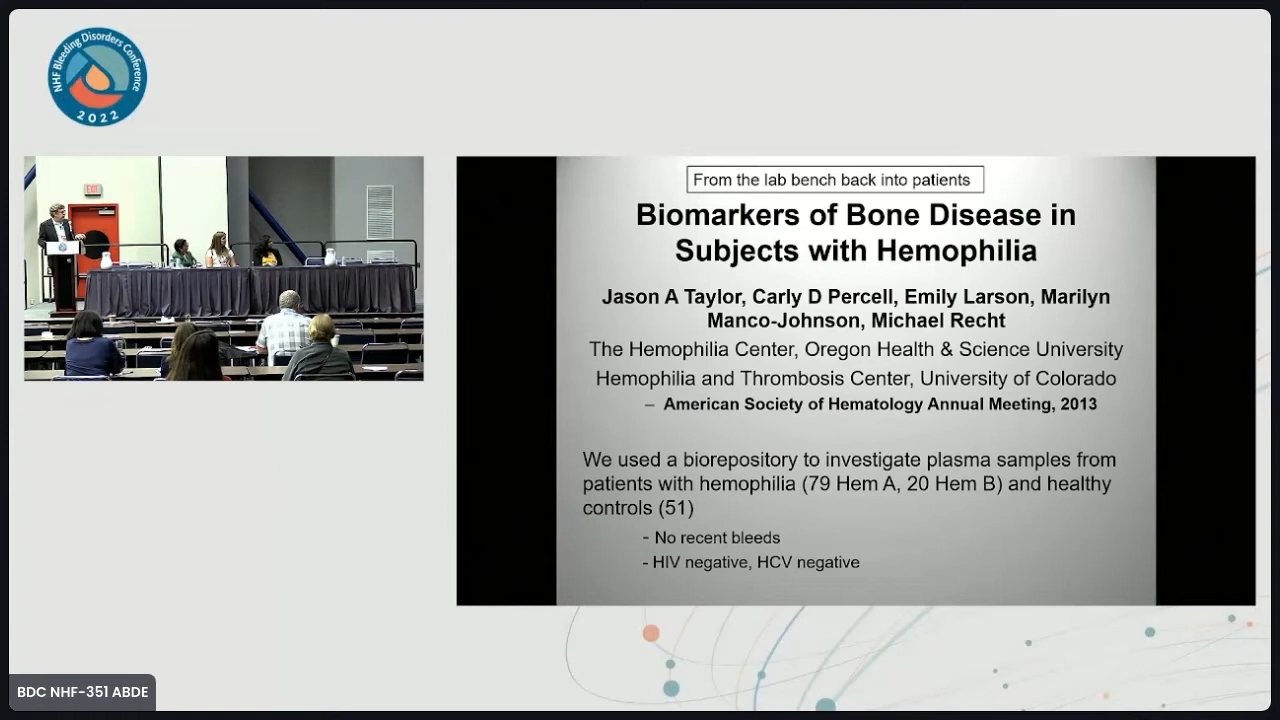 NHF Bleeding Disorders Conference
2022
EXIT
From the lab bench back into patients
Biomarkers of Bone Disease in
Subjects with Hemophilia
Jason A Taylor, Carly D Percell, Emily Larson, Marilyn
Manco-Johnson, Michael Recht
The Hemophilia Center, Oregon Health & Science University
Hemophilia and Thrombosis Center, University of Colorado
– American Society of Hematology Annual Meeting, 2013
We used a biorepository to investigate plasma samples from
patients with hemophilia (79 Hem A, 20 Hem B) and healthy
controls (51)
- No recent bleeds
- HIV negative, HCV negative
BDC NHF-351 ABDE